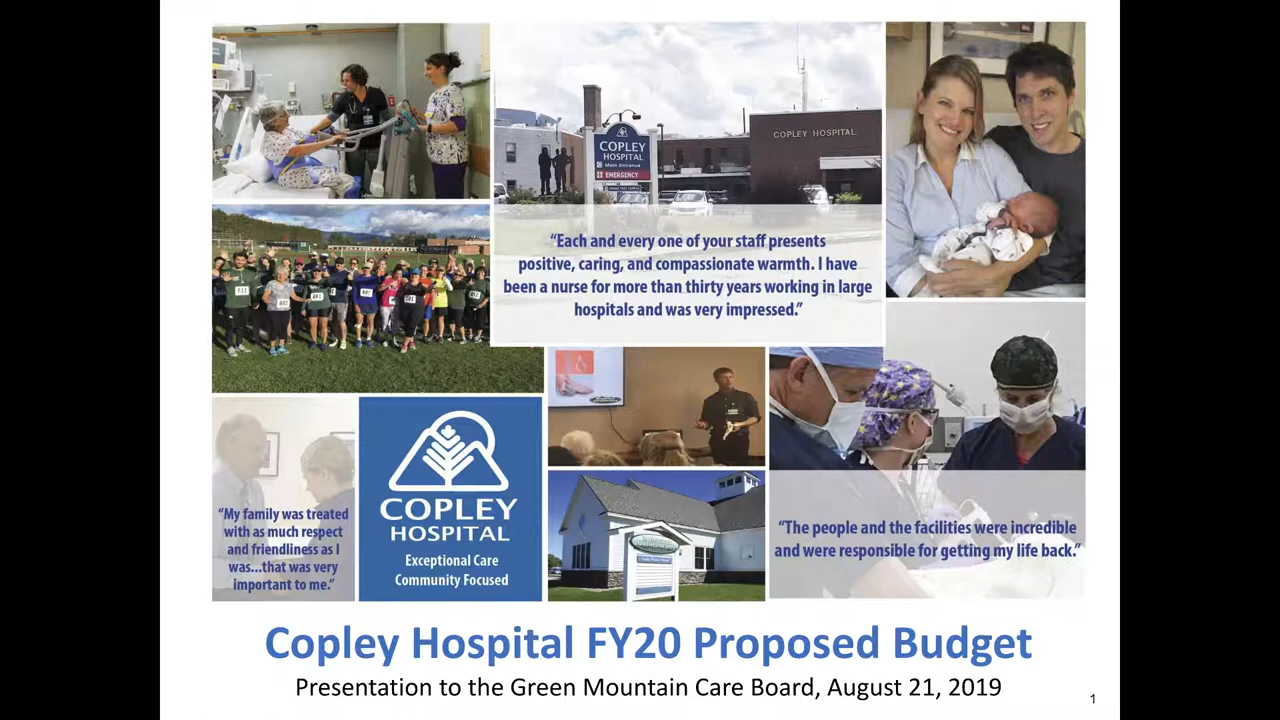 COPLEY HOSPITAL
COPLEY
HOSPITAL
Main Entrance
EMERGENCY
“Each and every one of your staff presents
positive, caring, and compassionate warmth. I have
been a nurse for more than thirty years working in large
hospitals and was very impressed.”
“My family was treated
with as much respect
and friendliness as I
was...that was very
important to me.”
COPLEY
HOSPITAL
Exceptional Care
Community Focused
“The people and the facilities were incredible
and were responsible for getting my life back.”
Copley Hospital FY20 Proposed Budget
Presentation to the Green Mountain Care Board, August 21, 2019
1